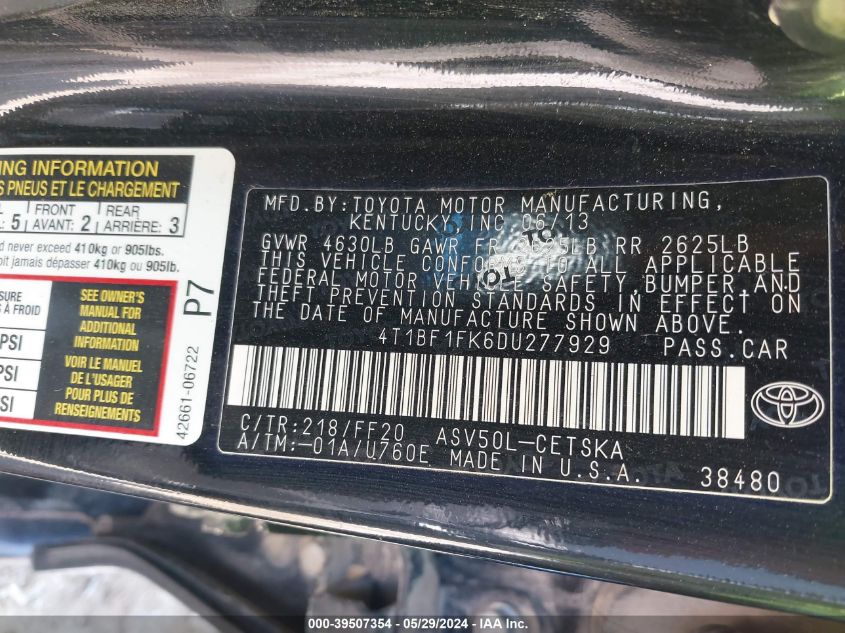 ING INFORMATION
S PNEUS ET LE CHARGEMENT
5 FRONT AVANT: 2 REAR ARRIÈRE: 3
d never exceed 410kg or 905lbs.
oit jamais dépasser 410kg ou 905lb.
SURE
S À FROID
PSI
PSI
SI
SEE OWNER'S
MANUAL FOR
ADDITIONAL
INFORMATION
VOIR LE MANUEL
DE L'USAGER
POUR PLUS DE
RENSEIGNEMENTS
P7
42661-06722
MFD.BY:TOYOTA MOTOR MANUFACTURING,
KENTUCKY, INC 06/13
GVWR 4630LB GAWR FR 25LB RR 2625LB
THIS VEHICLE CONFORMS TO ALL APPLICABLE
FEDERAL MOTOR VEHICLE SAFETY,BUMPER,AND
THEFT PREVENTION STANDARDS IN EFFECT ON
THE DATE OF MANUFACTURE SHOWN ABOVE.
4T1BF1FK6DU277929 PASS.CAR
C/TR:218/FF20 ASV50L-CETSKA
A/TM:-01A/U760E MADE IN U.S.A.
38480
000-39507354 - 05/29/2024 - IAA Inc.